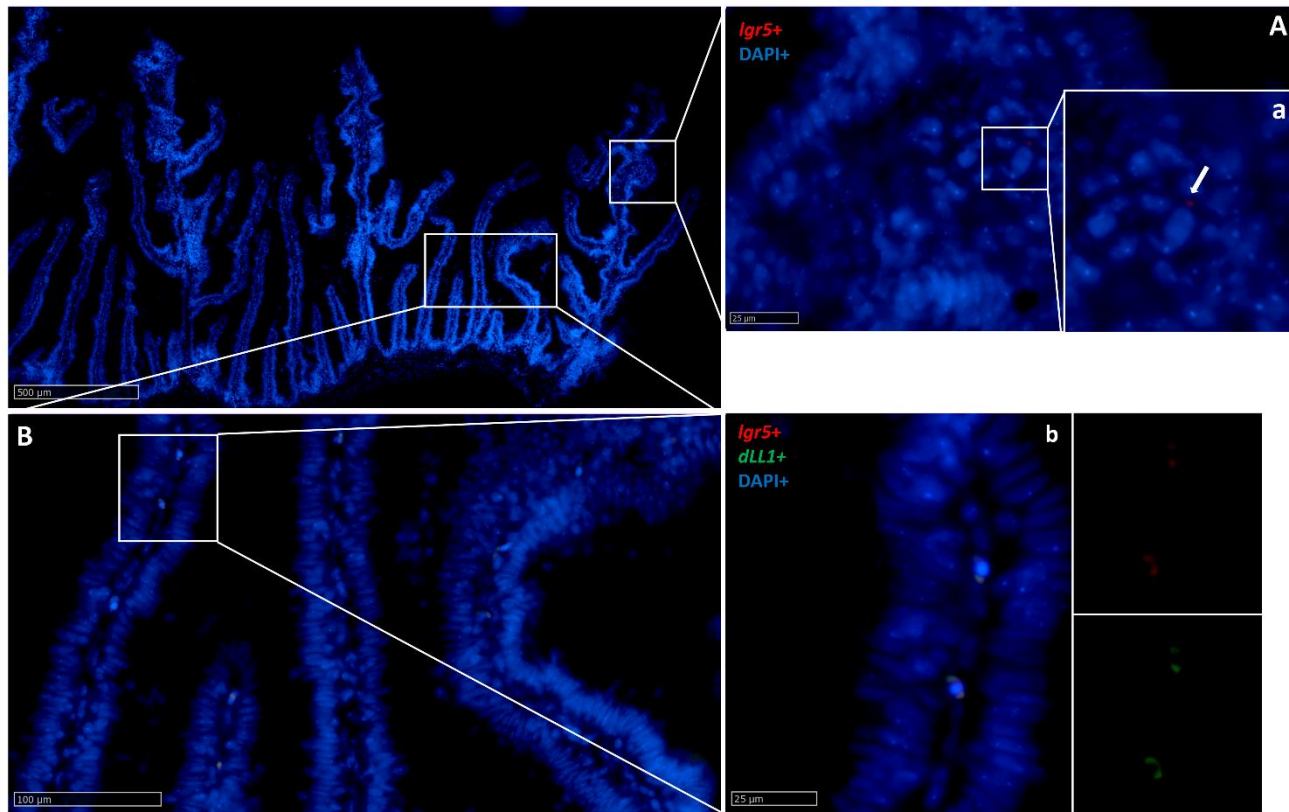 500 µm
lgr5+
DAPI+
A
a
25 µm
B
100 µm
lgr5+
dLL1+
DAPI+
b
25 µm